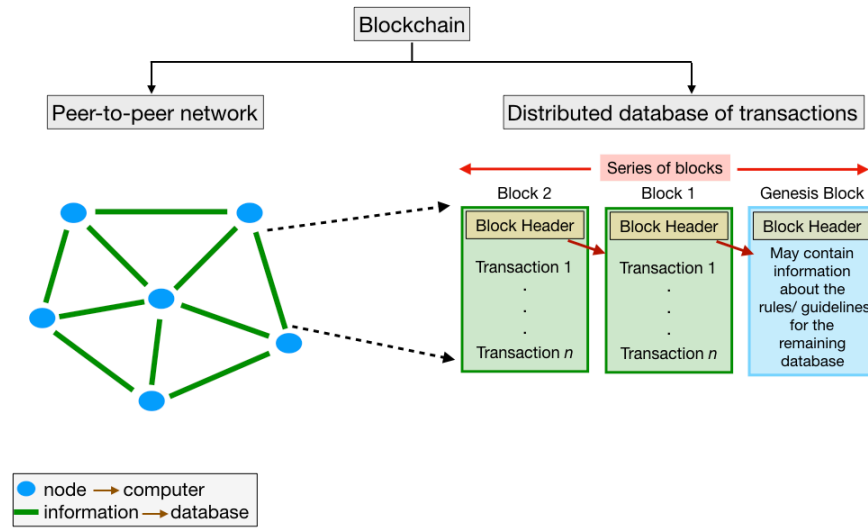 Blockchain
Peer-to-peer network
Distributed database of transactions
Series of blocks
Block 2
Block Header
Transaction 1
.
.
.
Transaction n
Block 1
Block Header
Transaction 1
.
.
.
Transaction n
Genesis Block
Block Header
May contain
information
about the
rules/ guidelines
for the
remaining
database
node → computer
information → database